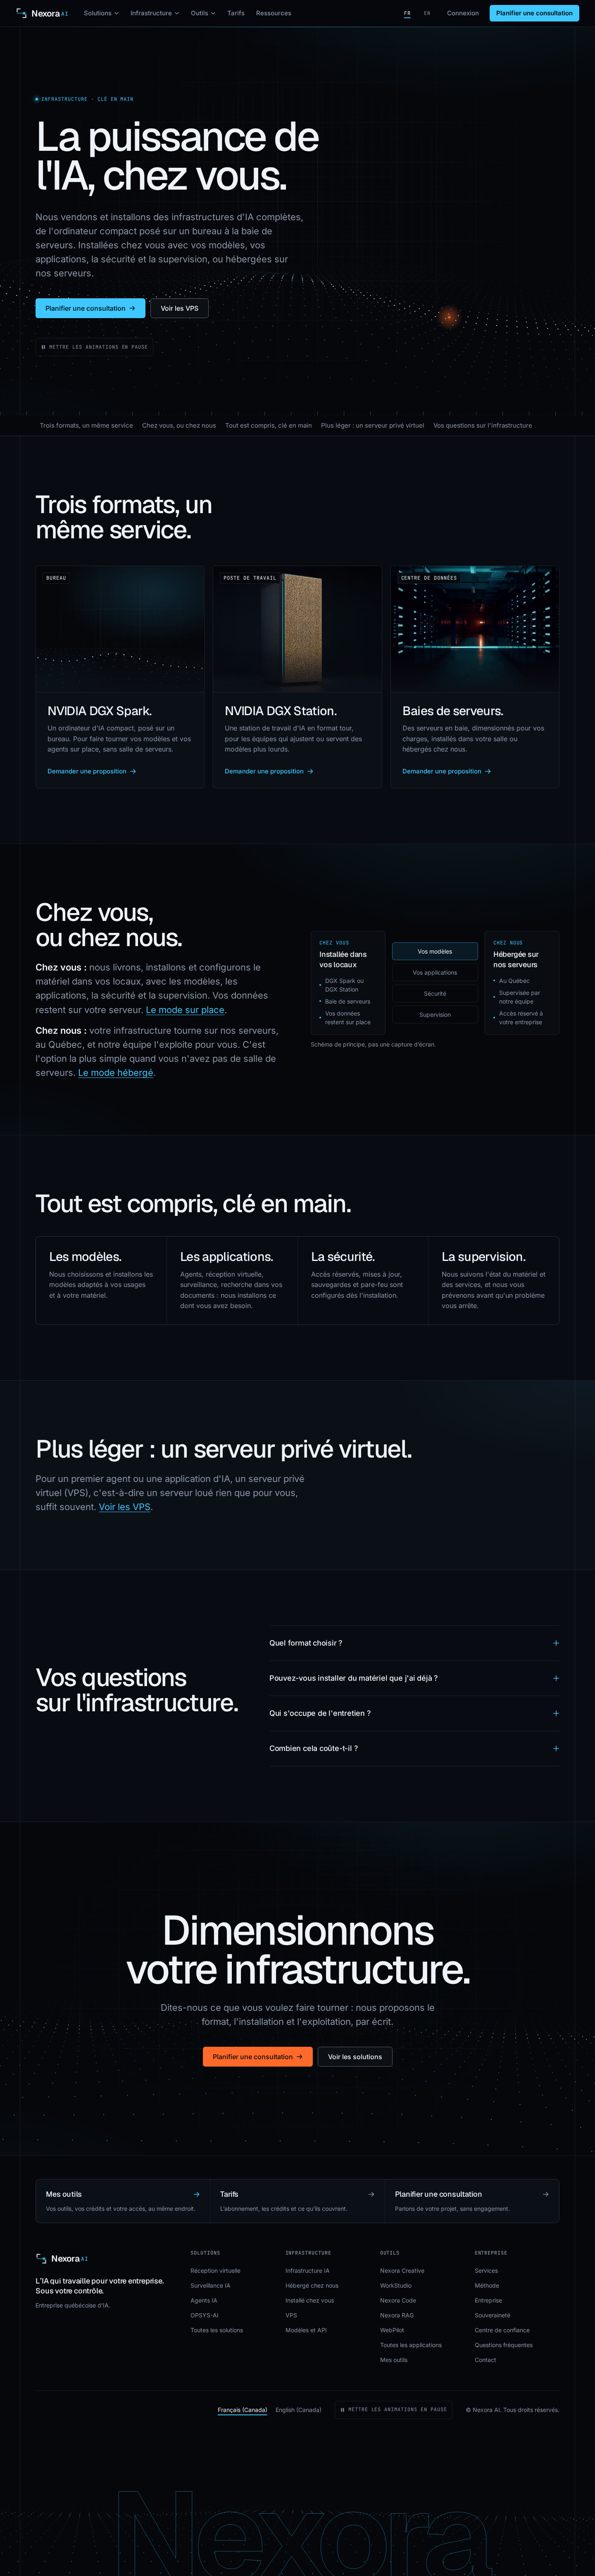 Nexora AI
Solutions
Infrastructure
Outils
Tarifs
Ressources
FR
EN
Connexion
Planifier une consultation
INFRASTRUCTURE · CLÉ EN MAIN
La puissance de
l'IA, chez vous.
Nous vendons et installons des infrastructures d'IA complètes,
de l'ordinateur compact posé sur un bureau à la baie de
serveurs. Installées chez vous avec vos modèles, vos
applications, la sécurité et la supervision, ou hébergées sur
nos serveurs.
Planifier une consultation
Voir les VPS
METTRE LES ANIMATIONS EN PAUSE
Trois formats, un même service
Chez vous, ou chez nous
Tout est compris, clé en main
Plus léger : un serveur privé virtuel
Vos questions sur l'infrastructure
Trois formats, un
même service.
BUREAU
NVIDIA DGX Spark.
Un ordinateur d'IA compact, posé sur un
bureau. Pour faire tourner vos modèles et vos
agents sur place, sans salle de serveurs.
Demander une proposition
POSTE DE TRAVAIL
NVIDIA DGX Station.
Une station de travail d'IA en format tour,
pour les équipes qui ajustent ou servent des
modèles plus lourds.
Demander une proposition
CENTRE DE DONNÉES
Baies de serveurs.
Des serveurs en baie, dimensionnés pour vos
charges, installés dans votre salle ou
hébergés chez nous.
Demander une proposition
Chez vous,
ou chez nous.
Chez vous : nous livrons, installons et configurons le
matériel dans vos locaux, avec les modèles, les
applications, la sécurité et la supervision. Vos données
restent sur votre serveur. Le mode sur place.
Chez nous : votre infrastructure tourne sur nos serveurs,
au Québec, et notre équipe l'exploite pour vous. C'est
l'option la plus simple quand vous n'avez pas de salle de
serveurs. Le mode hébergé.
CHEZ VOUS
Installée dans
vos locaux
DGX Spark ou
DGX Station
Baie de serveurs
Vos données
restent sur place
Vos modèles
Vos applications
Sécurité
Supervision
CHEZ NOUS
Hébergée sur
nos serveurs
Au Québec
Supervisée par
notre équipe
Accès réservé à
votre entreprise
Schéma de principe, pas une capture d'écran.
Tout est compris, clé en main.
Les modèles.
Nous choisissons et installons les
modèles adaptés à vos usages
et à votre matériel.
Les applications.
Agents, réception virtuelle,
surveillance, recherche dans vos
documents : nous installons ce
dont vous avez besoin.
La sécurité.
Accès réservés, mises à jour,
sauvegardes et pare-feu sont
configurés dès l'installation.
La supervision.
Nous suivons l'état du matériel et
des services, et nous vous
prévenons avant qu'un problème
vous arrête.
Plus léger : un serveur privé virtuel.
Pour un premier agent ou une application d'IA, un serveur privé
virtuel (VPS), c'est-à-dire un serveur loué rien que pour vous,
suffit souvent. Voir les VPS.
Vos questions
sur l'infrastructure.
Quel format choisir ?
Pouvez-vous installer du matériel que j'ai déjà ?
Qui s'occupe de l'entretien ?
Combien cela coûte-t-il ?
Dimensionnons
votre infrastructure.
Dites-nous ce que vous voulez faire tourner : nous proposons le
format, l'installation et l'exploitation, par écrit.
Planifier une consultation
Voir les solutions
Mes outils
Vos outils, vos crédits et votre accès, au même endroit.
Tarifs
L'abonnement, les crédits et ce qu'ils couvrent.
Planifier une consultation
Parlons de votre projet, sans engagement.
Nexora AI
L'IA qui travaille pour votre entreprise.
Sous votre contrôle.
Entreprise québécoise d'IA.
SOLUTIONS
Réception virtuelle
Surveillance IA
Agents IA
OPSYS-AI
Toutes les solutions
INFRASTRUCTURE
Infrastructure IA
Hébergé chez nous
Installé chez vous
VPS
Modèles et API
OUTILS
Nexora Creative
WorkStudio
Nexora Code
Nexora RAG
WebPilot
Toutes les applications
Mes outils
ENTREPRISE
Services
Méthode
Entreprise
Souveraineté
Centre de confiance
Questions fréquentes
Contact
Français (Canada)
English (Canada)
METTRE LES ANIMATIONS EN PAUSE
© Nexora AI. Tous droits réservés.
Nexora